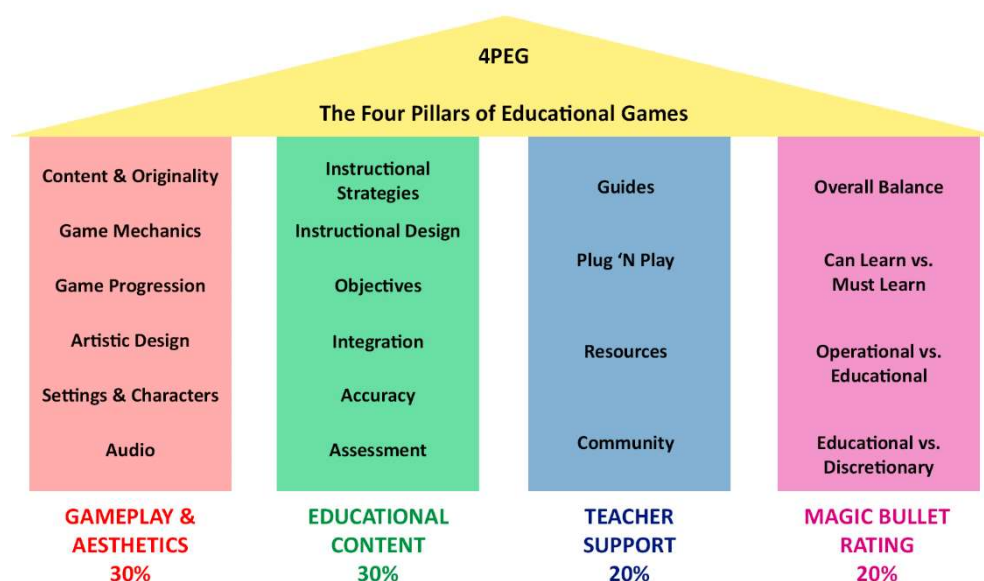 4PEG
The Four Pillars of Educational Games
Content & Originality
Game Mechanics
Game Progression
Artistic Design
Settings & Characters
Audio
GAMEPLAY &
AESTHETICS
30%
Instructional
Strategies
Instructional Design
Objectives
Integration
Accuracy
Assessment
EDUCATIONAL
CONTENT
30%
Guides
Plug ‘N Play
Resources
Community
TEACHER
SUPPORT
20%
Overall Balance
Can Learn vs.
Must Learn
Operational vs.
Educational
Educational vs.
Discretionary
MAGIC BULLET
RATING
20%